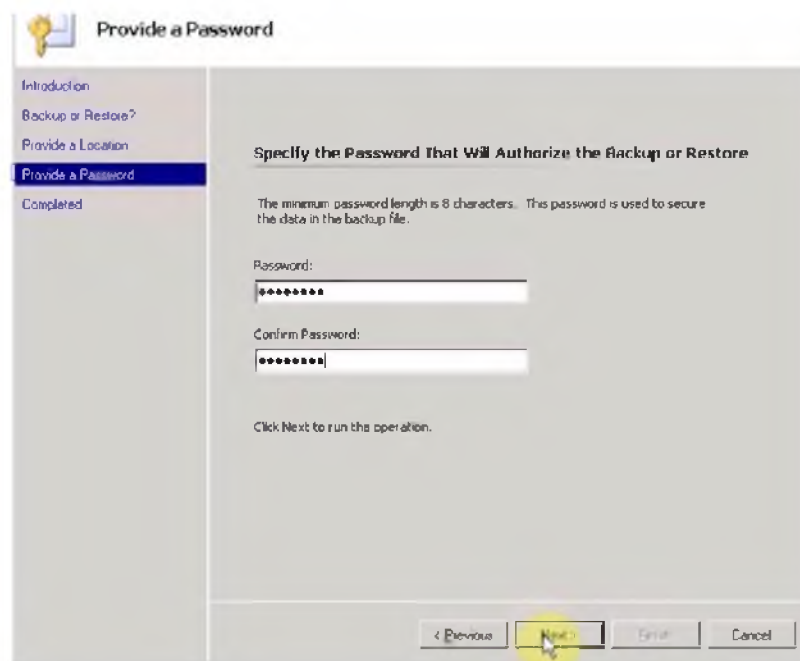 Provide a Password
Introduction
Backup or Restore?
Provide a Location
Provide a Password
Completed
Specify the Password That Will Authorize the Backup or Restore
The minimum password length is 8 characters. This password is used to secure
the data in the backup file.
Password:
Confirm Password:
Click Next to run the operation.
< Previous
Next >
Cancel